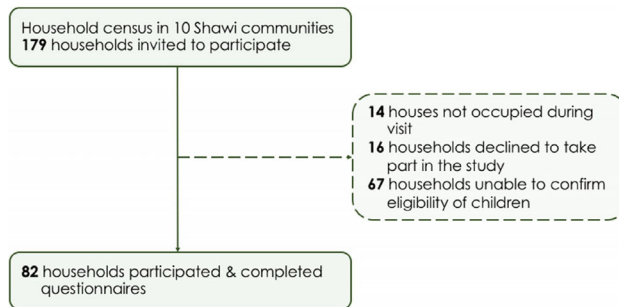 Household census in 10 Shawi communities
179 households invited to participate
14 houses not occupied during
visit
16 households declined to take
part in the study
67 households unable to confirm
eligibility of children
82 households participated & completed
questionnaires